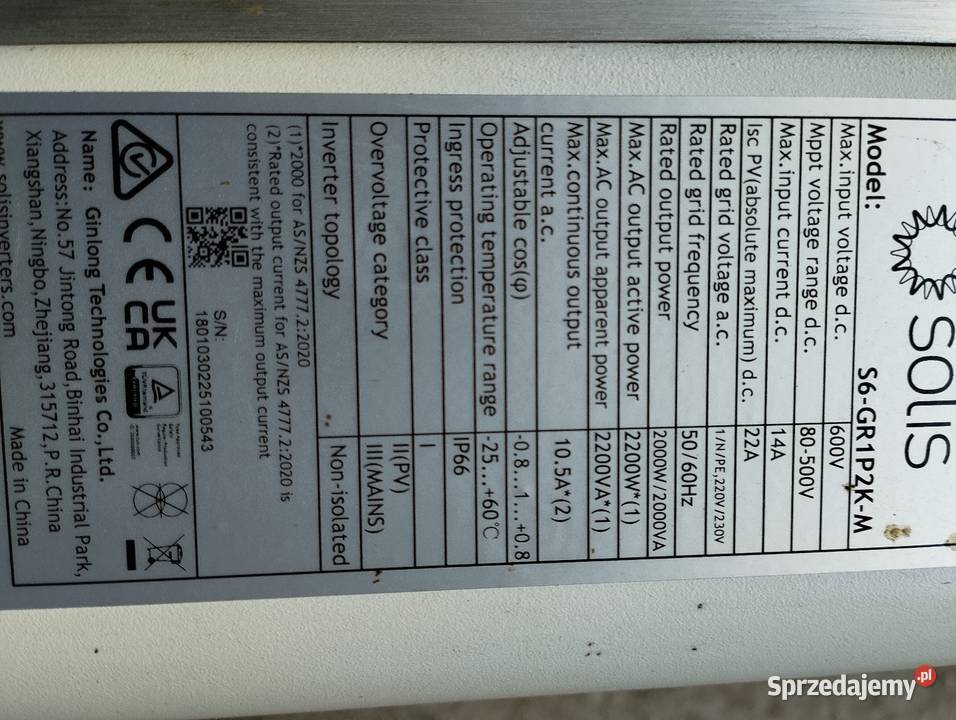 solis
Model: S6-GR1P2K-M
Max.input voltage d.c. 600V
Mppt voltage range d.c. 80-500V
Max.input current d.c. 14A
Isc PV(absolute maximum) d.c. 22A
Rated grid voltage a.c. 1/N/PE,220V/230V
Rated grid frequency 50/60Hz
Rated output power 2000W/2000VA
Max.AC output active power 2200W*(1)
Max.AC output apparent power 2200VA*(1)
Max.continuous output
current a.c. 10.5A*(2)
Adjustable cos(φ) -0.8...1...+0.8
Operating temperature range -25...+60℃
Ingress protection IP66
Protective class I
Overvoltage category II(PV)
III(MAINS)
Inverter topology Non-isolated
(1)*2000 for AS/NZS 4777.2:2020
(2)*Rated output current for AS/NZS 4777.2:2020 is
consistent with the maximum output current
S/N:
1801030225100543
CE
UK
CA
TÜVRheinland
Name: Ginlong Technologies Co.,Ltd.
Address:No.57 Jintong Road,Binhai Industrial Park,
Xiangshan,Ningbo,Zhejiang,315712,P.R.China
www.solisinverters.com
Made in China
Sprzedajemy.pl